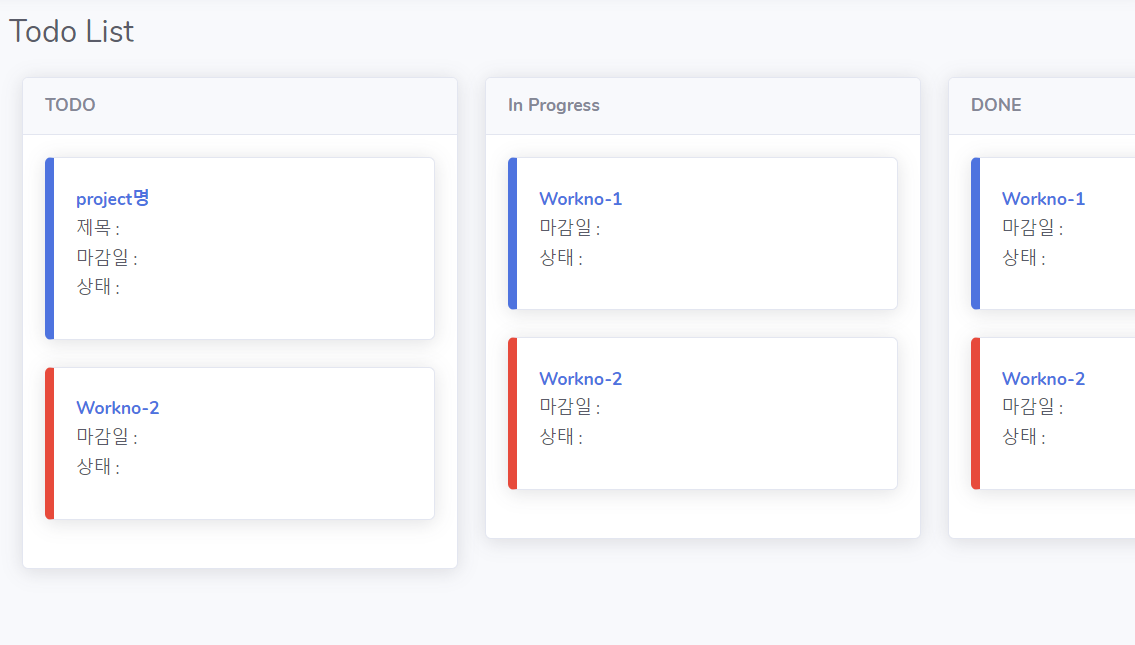 Todo List
TODO
project명
제목 :
마감일 :
상태 :
Workno-2
마감일 :
상태 :
In Progress
Workno-1
마감일 :
상태 :
Workno-2
마감일 :
상태 :
DONE
Workno-1
마감일 :
상태 :
Workno-2
마감일 :
상태 :